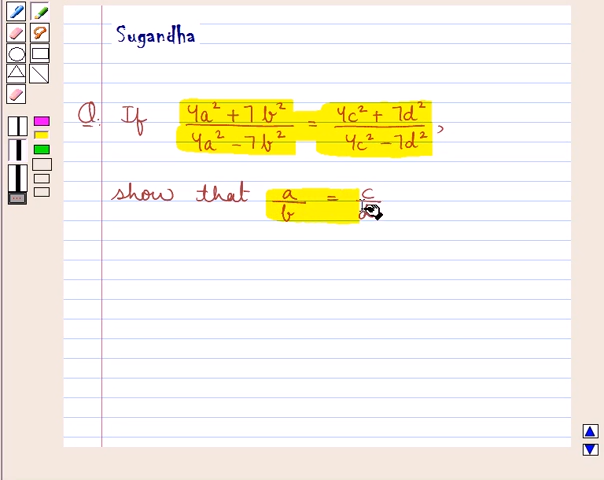 Sugandha
Q. If (4a² + 7b²)/(4a² − 7b²) = (4c² + 7d²)/(4c² − 7d²),
show that a/b = c/